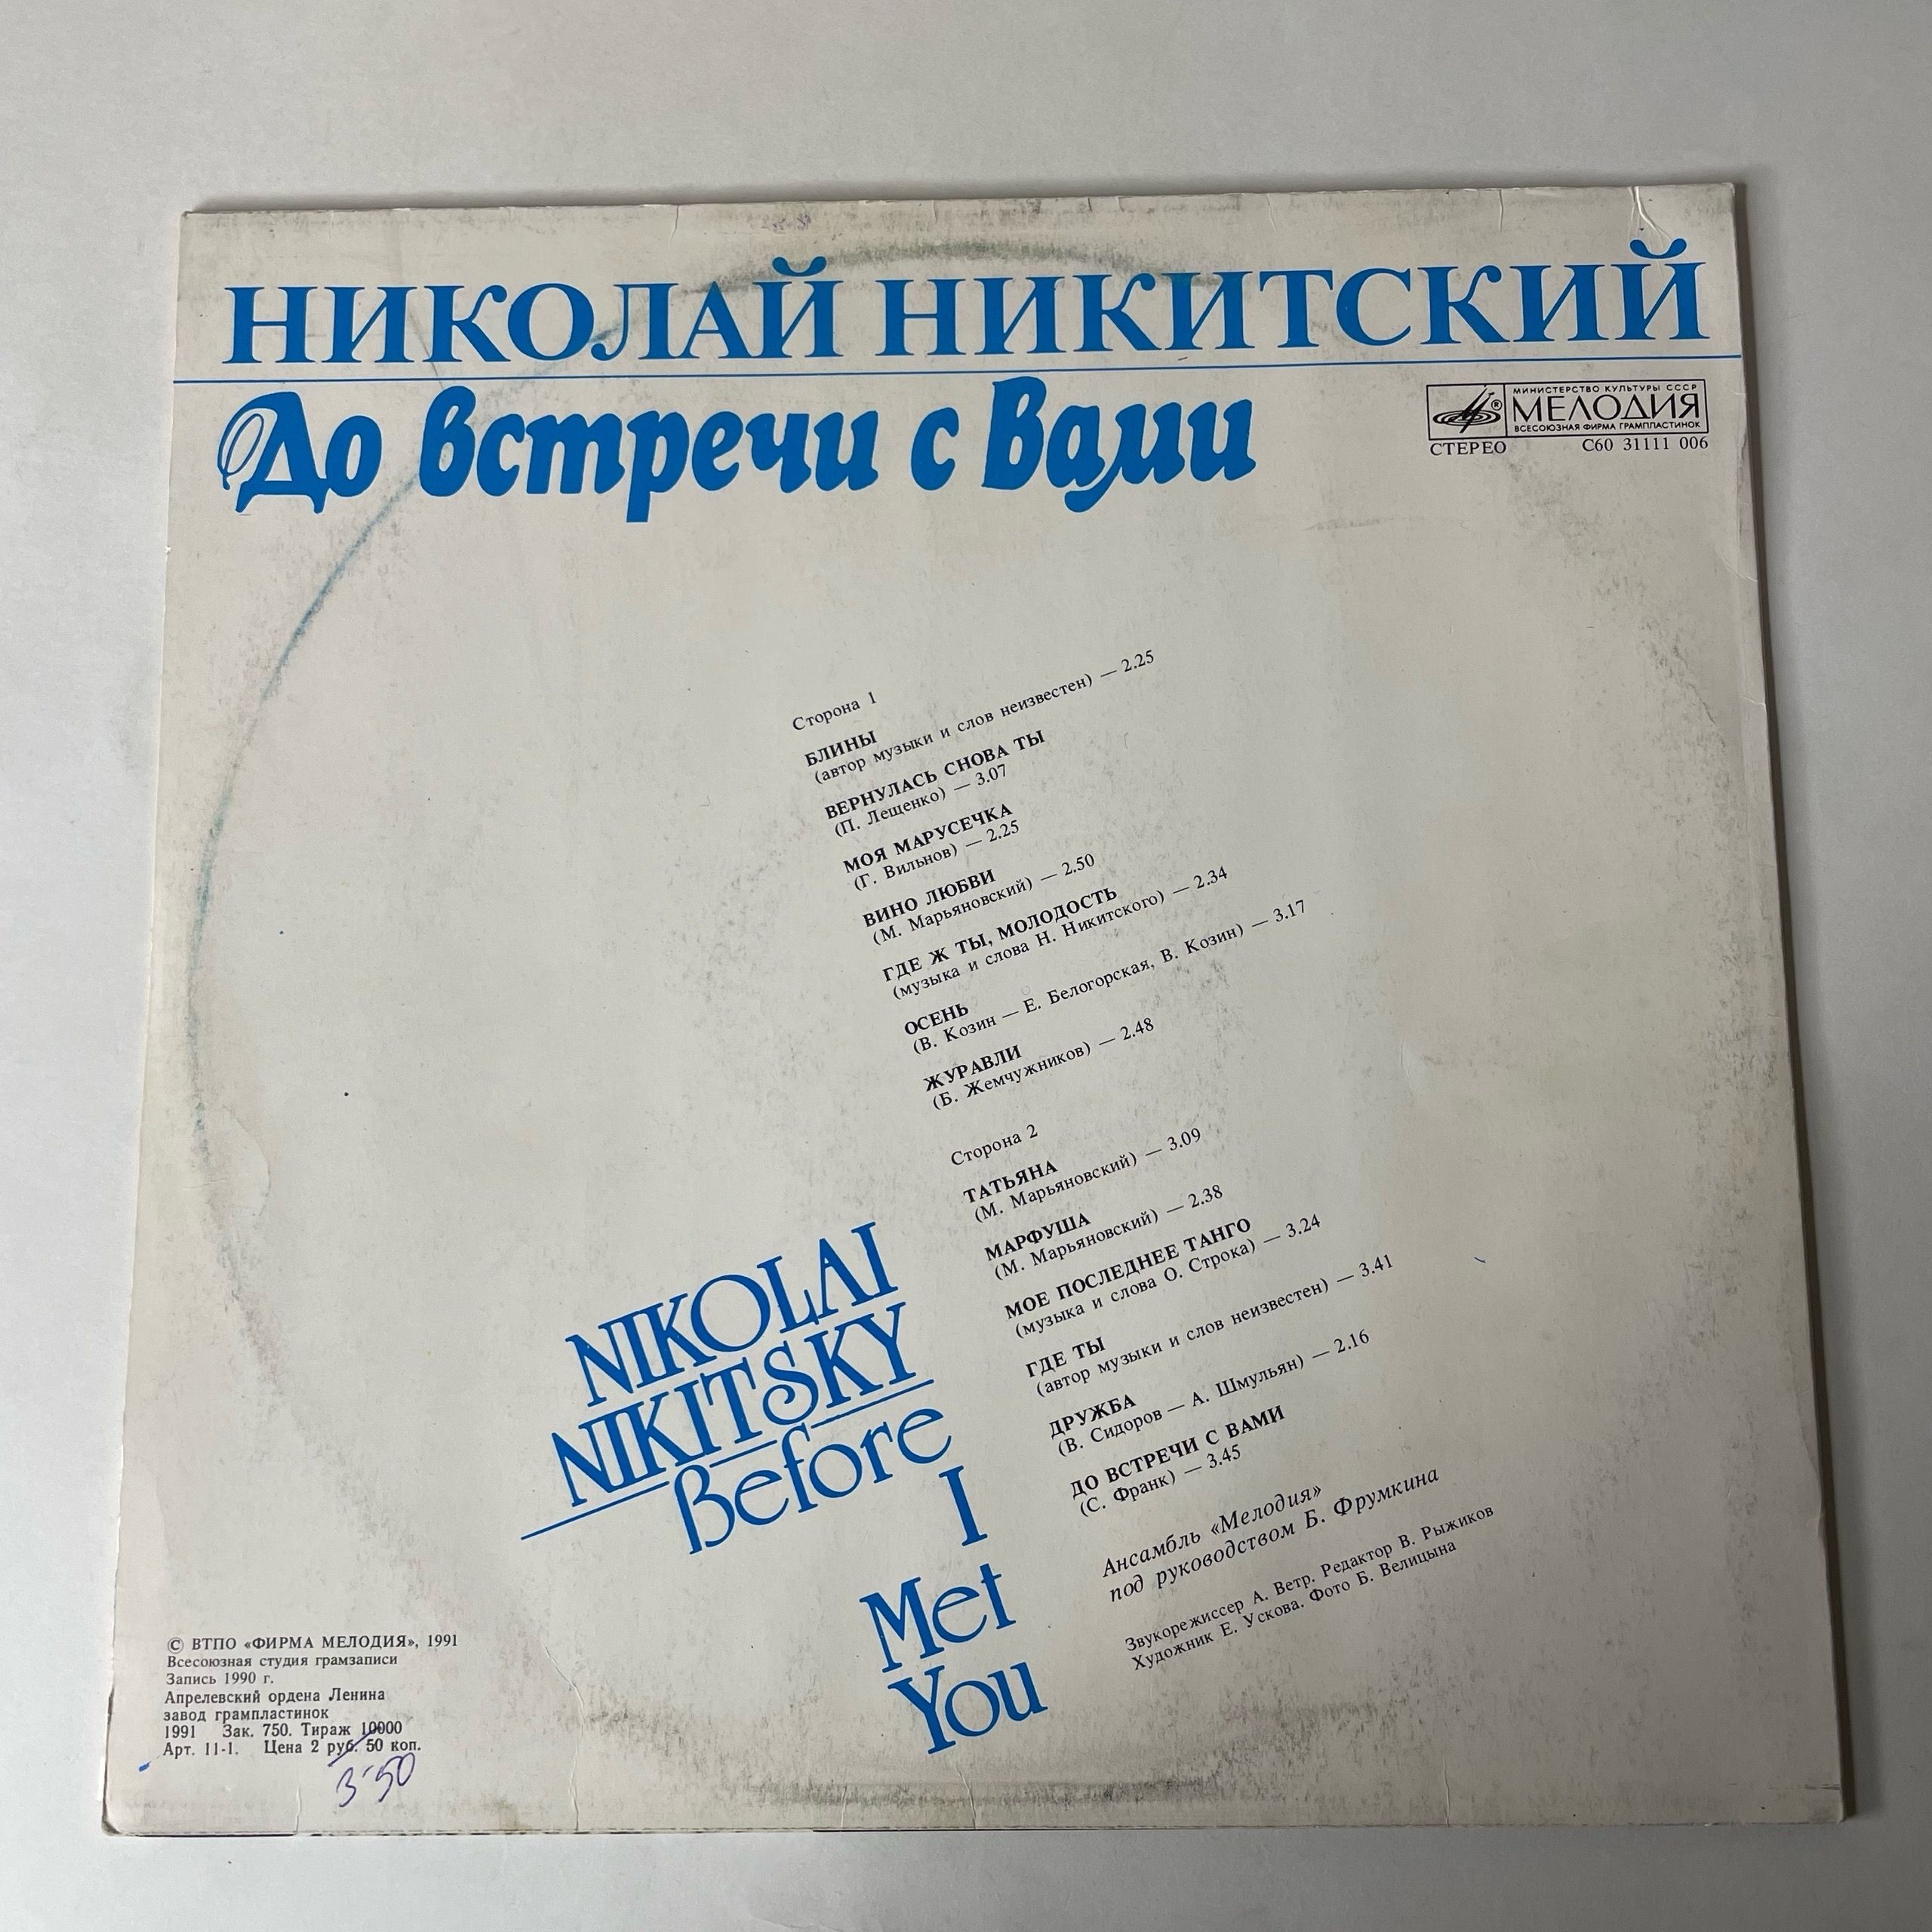 НИКОЛАЙ НИКИТСКИЙ
До встречи с Вами
МИНИСТЕРСТВО КУЛЬТУРЫ СССР
МЕЛОДИЯ
ВСЕСОЮЗНАЯ ФИРМА ГРАМПЛАСТИНОК
СТЕРЕО С60 31111 006
Сторона 1
БЛИНЫ
(автор музыки и слов неизвестен) — 2.25
ВЕРНУЛАСЬ СНОВА ТЫ
(П. Лещенко) — 3.07
МОЯ МАРУСЕЧКА
(Г. Вильнов) — 2.25
ВИНО ЛЮБВИ
(М. Марьяновский) — 2.50
ГДЕ Ж ТЫ, МОЛОДОСТЬ
(музыка и слова Н. Никитского) — 2.34
ОСЕНЬ
(В. Козин — Е. Белогорская, В. Козин) — 3.17
ЖУРАВЛИ
(Б. Жемчужников) — 2.48
Сторона 2
ТАТЬЯНА
(М. Марьяновский) — 3.09
МАРФУША
(М. Марьяновский) — 2.38
МОЕ ПОСЛЕДНЕЕ ТАНГО
(музыка и слова О. Строка) — 3.24
ГДЕ ТЫ
(автор музыки и слов неизвестен) — 3.41
ДРУЖБА
(В. Сидоров — А. Шмульян) — 2.16
ДО ВСТРЕЧИ С ВАМИ
(С. Франк) — 3.45
Ансамбль «Мелодия»
под руководством Б. Фрумкина
Звукорежиссер А. Ветр. Редактор В. Рыжиков
Художник Е. Ускова. Фото Б. Велицына
NIKOLAI
NIKITSKY
Before
I
Met
You
© ВТПО «ФИРМА МЕЛОДИЯ», 1991
Всесоюзная студия грамзаписи
Запись 1990 г.
Апрелевский ордена Ленина
завод грампластинок
1991 Зак. 750. Тираж 10000
Арт. 11-1. Цена 2 руб. 50 коп.
3-50